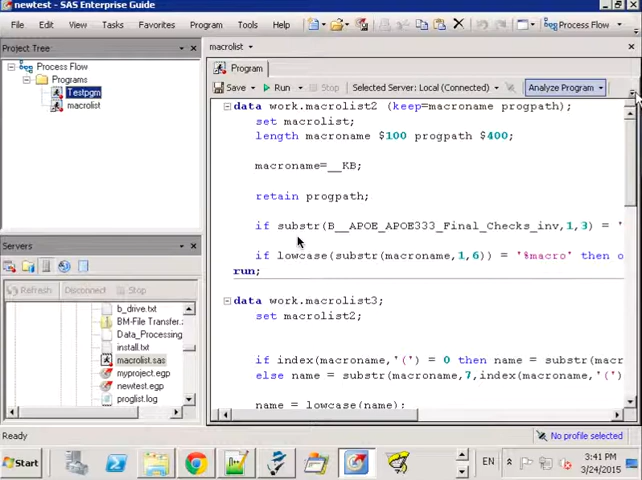 newtest - SAS Enterprise Guide
File Edit View Tasks Favorites Program Tools Help Process Flow
Project Tree
Process Flow
Programs
Testpgm
macrolist
Servers
Refresh Disconnect Stop
b_drive.txt
BM-File Transfer.
Data_Processing
install.txt
macrolist.sas
myproject.egp
newtest.egp
proglist.log
macrolist
Program
Save Run Stop Selected Server: Local (Connected) Analyze Program
data work.macrolist2 (keep=macroname progpath);
set macrolist;
length macroname $100 progpath $400;
macroname=__KB;
retain progpath;
if substr(B__APOE_APOE333_Final_Checks_inv,1,3) = '
if lowcase(substr(macroname,1,6)) = '%macro' then o
run;
data work.macrolist3;
set macrolist2;
if index(macroname,'(') = 0 then name = substr(macr
else name = substr(macroname,7,index(macroname,'(')
name = lowcase(name);
Ready
No profile selected
Start
EN
3:41 PM
3/24/2015